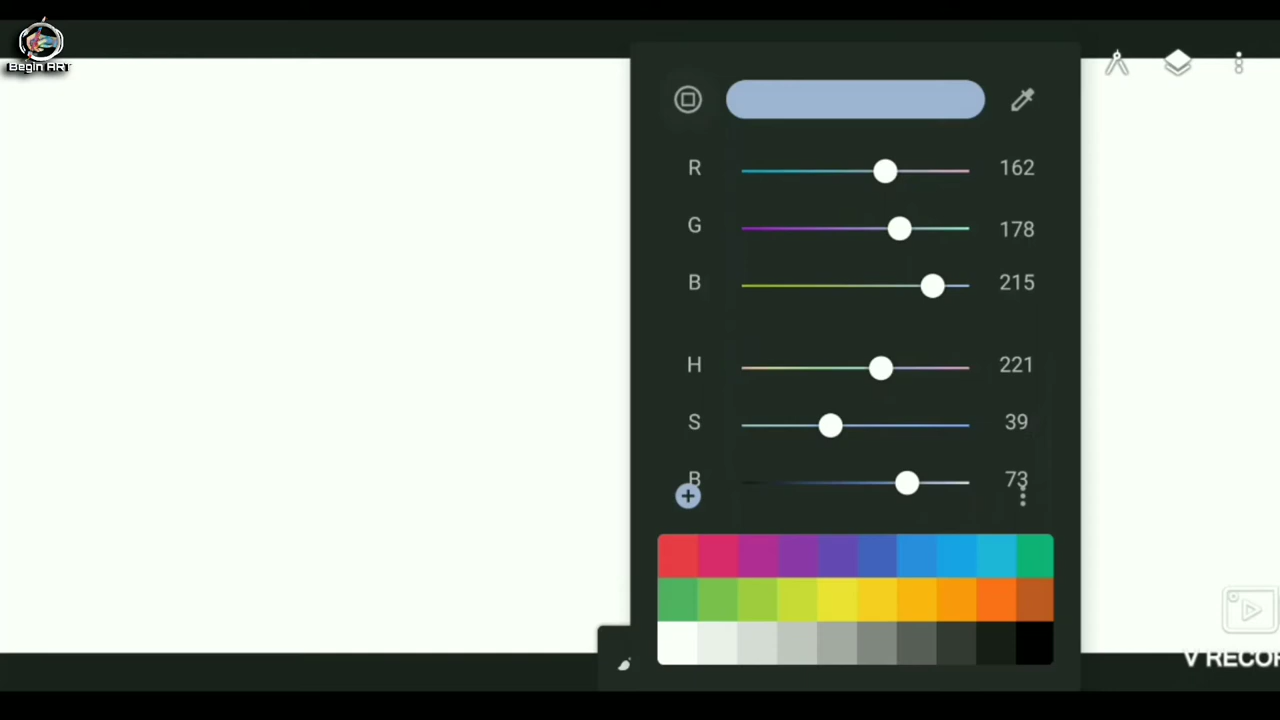 Begin ART
R 162
G 178
B 215
H 221
S 39
B 73
V RECOR